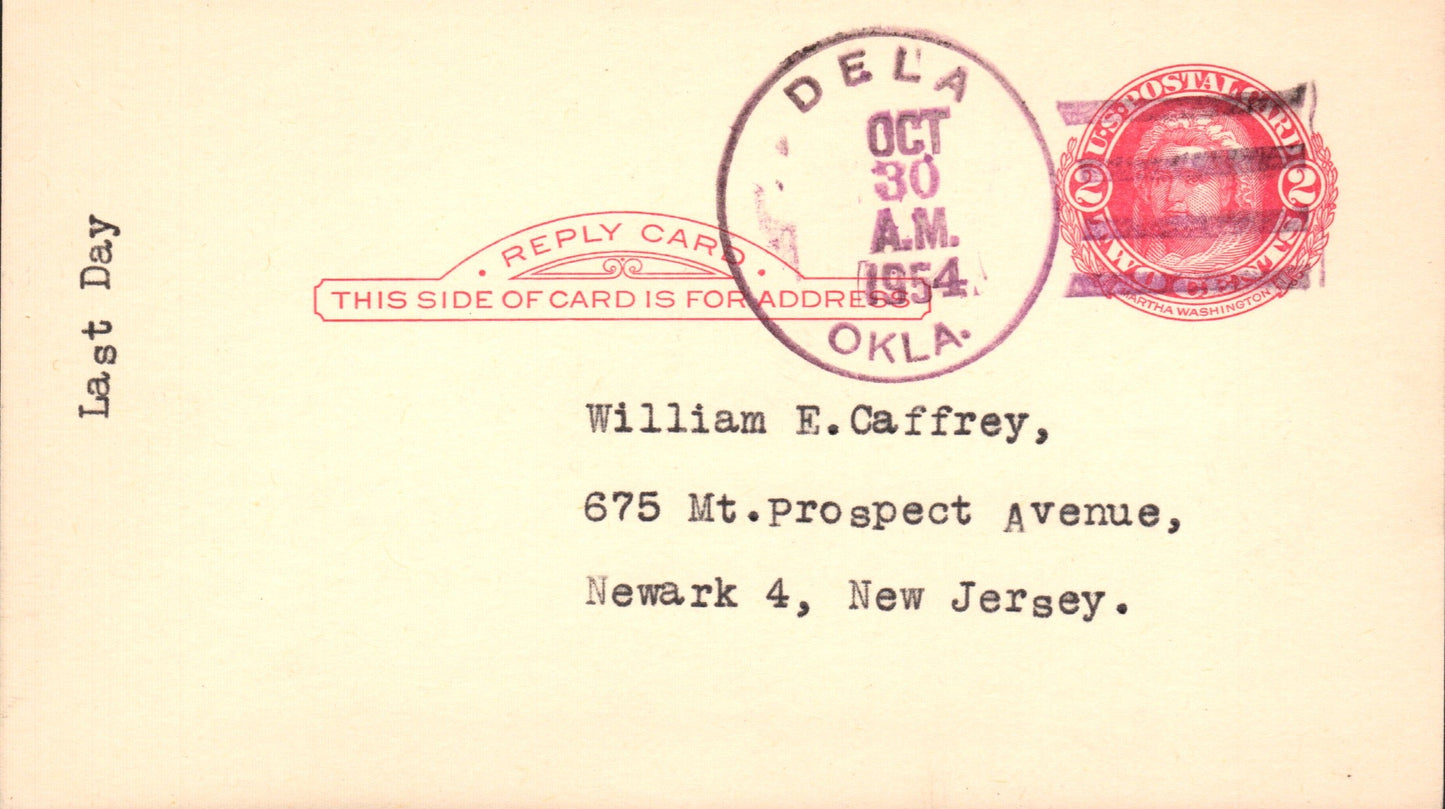 Last Day
DELA
OCT
30
A.M.
1954
OKLA.
U.S. POSTAL CARD
2 TWO CENTS 2
MARTHA WASHINGTON
· REPLY CARD ·
THIS SIDE OF CARD IS FOR ADDRESS
William E.Caffrey,
675 Mt.Prospect Avenue,
Newark 4, New Jersey.